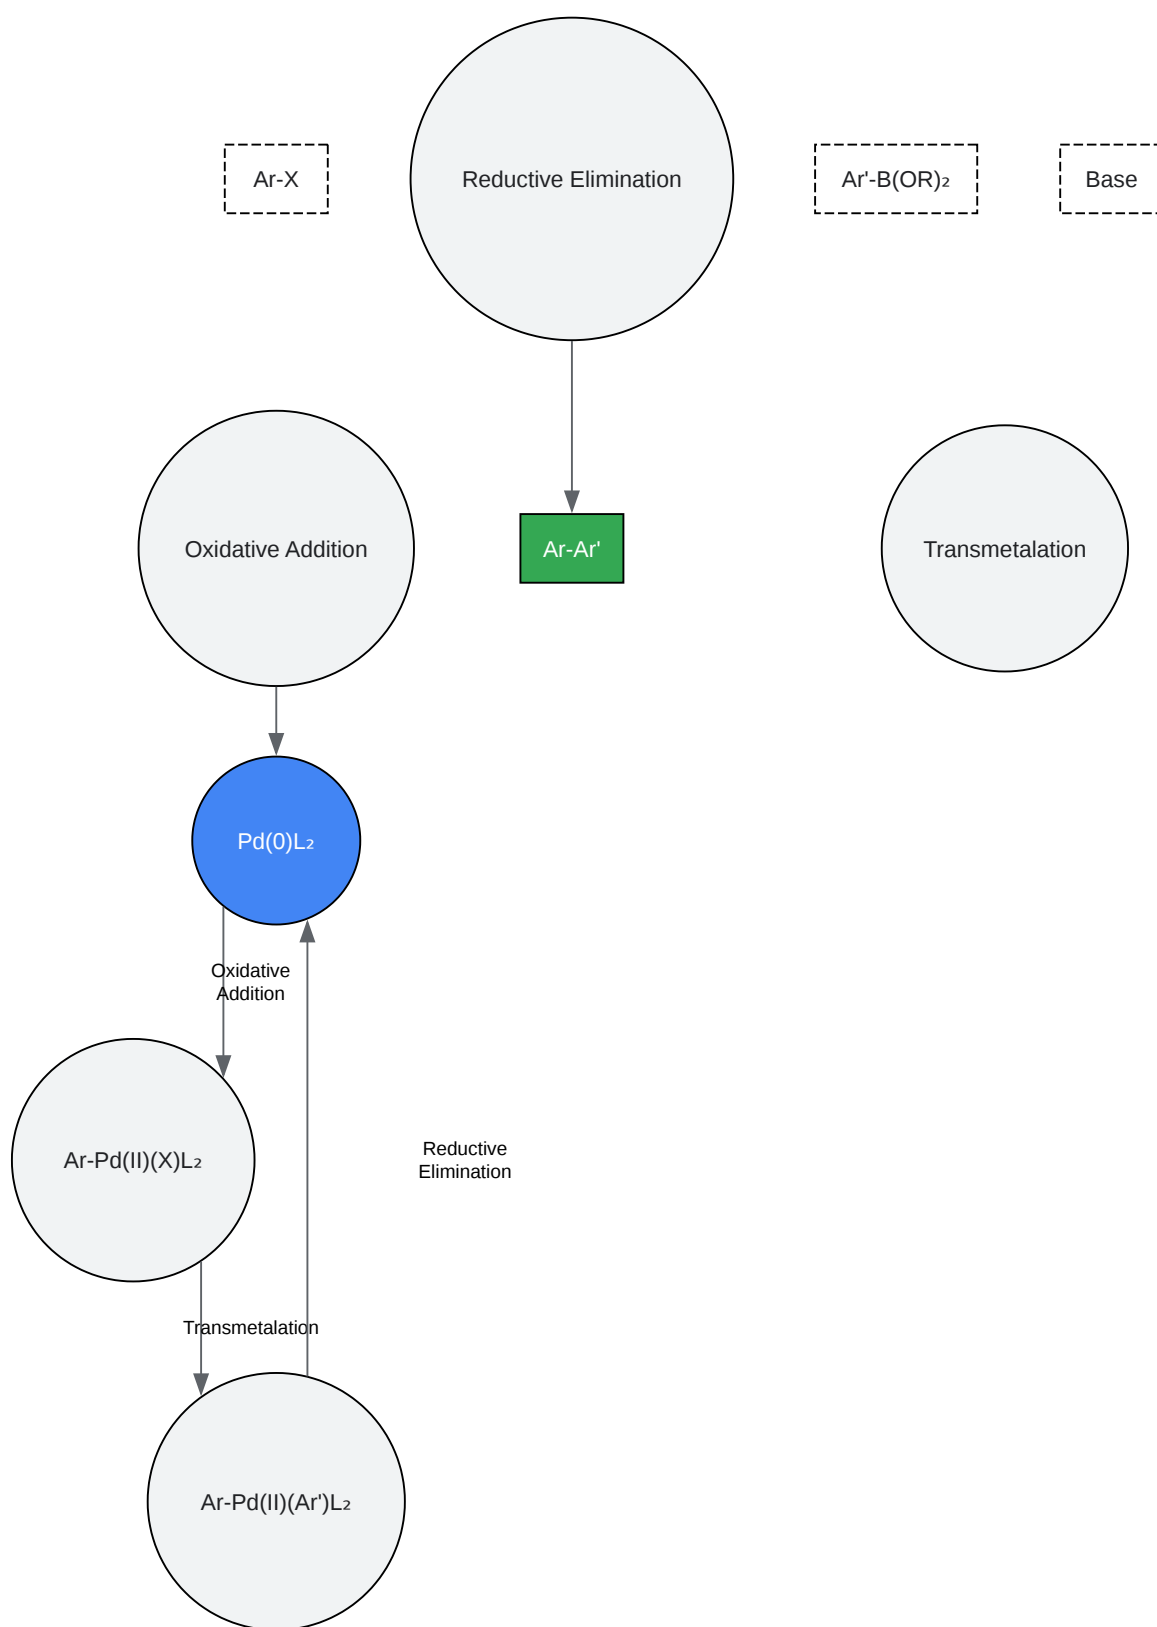 Ar-X
Reductive Elimination
Ar'-B(OR)₂
Base
Oxidative Addition
Ar-Ar'
Transmetalation
Pd(0)L₂
Oxidative
Addition
Ar-Pd(II)(X)L₂
Reductive
Elimination
Transmetalation
Ar-Pd(II)(Ar')L₂